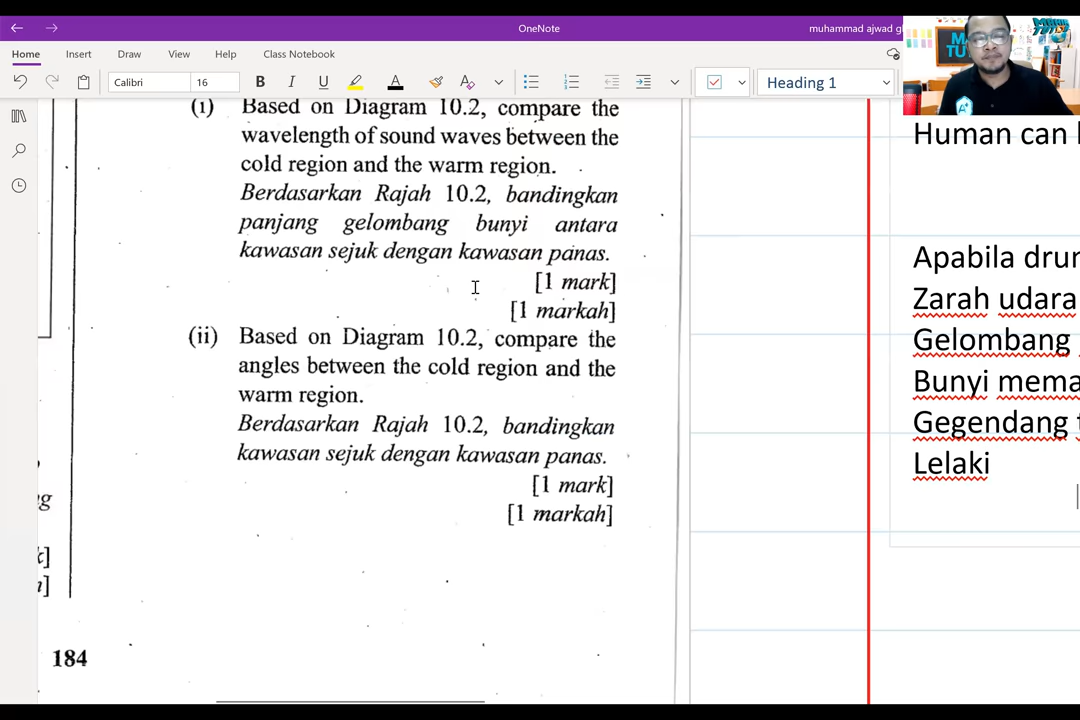 OneNote
muhammad ajwad g
Home Insert Draw View Help Class Notebook
Calibri 16 B I U A A Heading 1
(i) Based on Diagram 10.2, compare the
wavelength of sound waves between the
cold region and the warm region.
Berdasarkan Rajah 10.2, bandingkan
panjang gelombang bunyi antara
kawasan sejuk dengan kawasan panas.
[1 mark]
[1 markah]
(ii) Based on Diagram 10.2, compare the
angles between the cold region and the
warm region.
Berdasarkan Rajah 10.2, bandingkan
kawasan sejuk dengan kawasan panas.
[1 mark]
[1 markah]
g
k]
184
Human can
Apabila drum
Zarah udara
Gelombang
Bunyi mema
Gegendang t
Lelaki